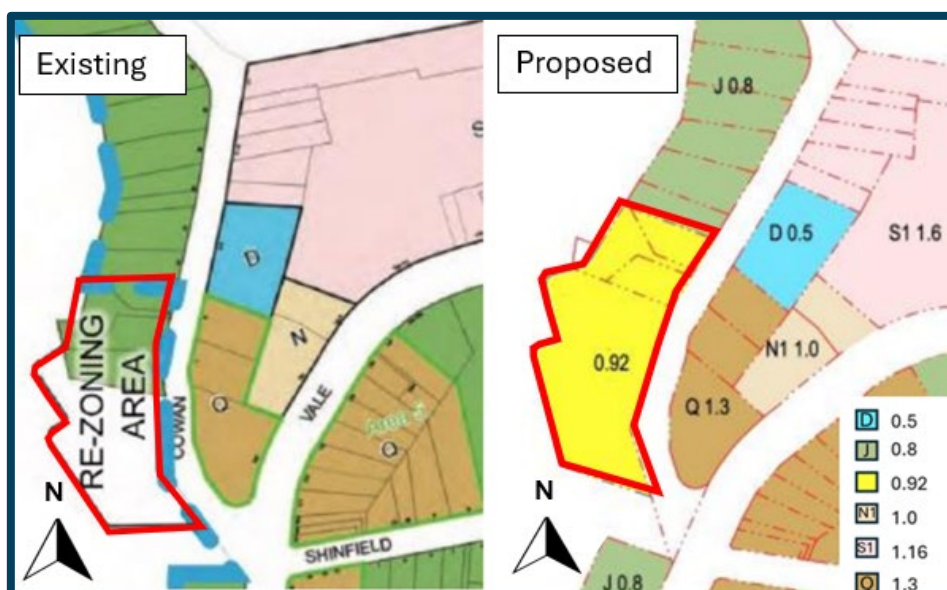 Existing
D
N
Q
RE-ZONING
AREA
COWAN
VALE
Area 5
Q
SHINFIELD
N
Proposed
J 0.8
D 0.5
S1 1.6
0.92
N1 1.0
Q 1.3
N
J 0.8
D 0.5
J 0.8
0.92
N1 1.0
S1 1.16
Q 1.3